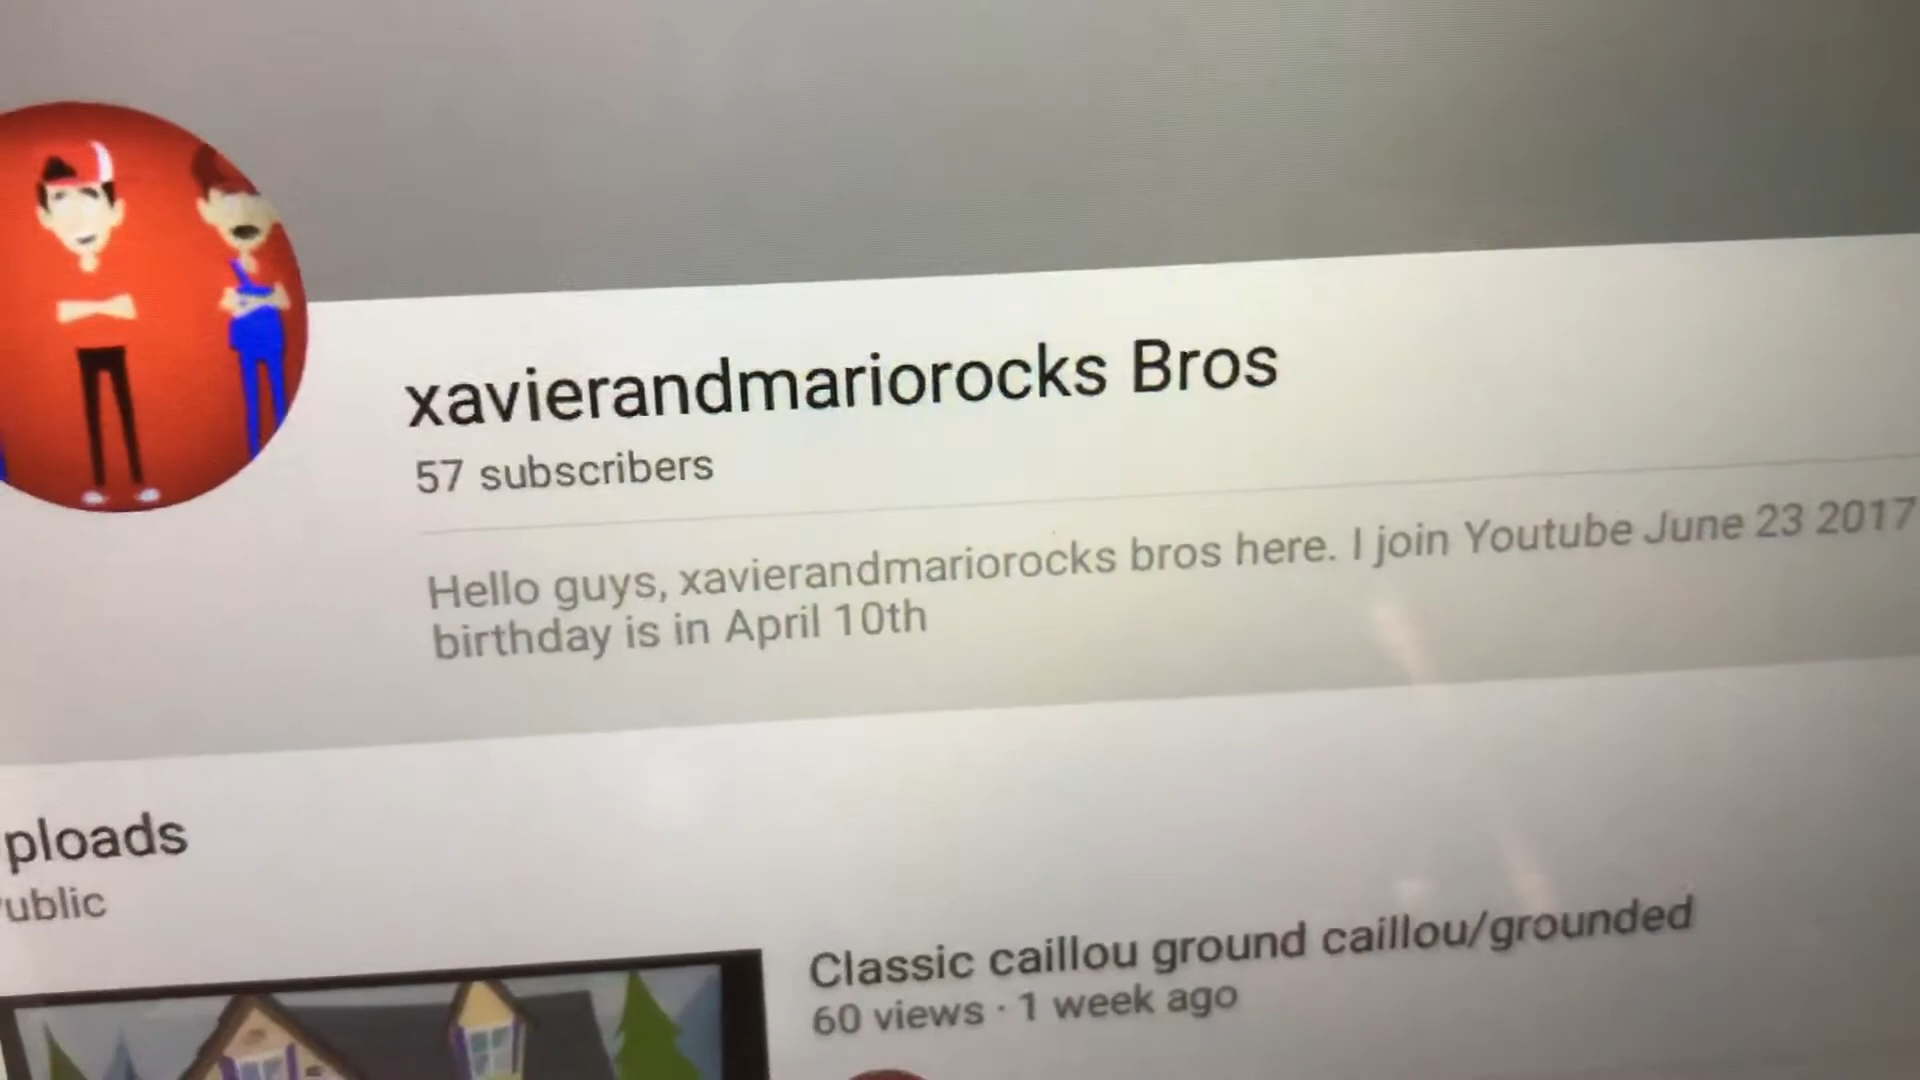 xavierandmariorocks Bros
57 subscribers
Hello guys, xavierandmariorocks bros here. I join Youtube June 23 2017
birthday is in April 10th
ploads
ublic
Classic caillou ground caillou/grounded
60 views · 1 week ago